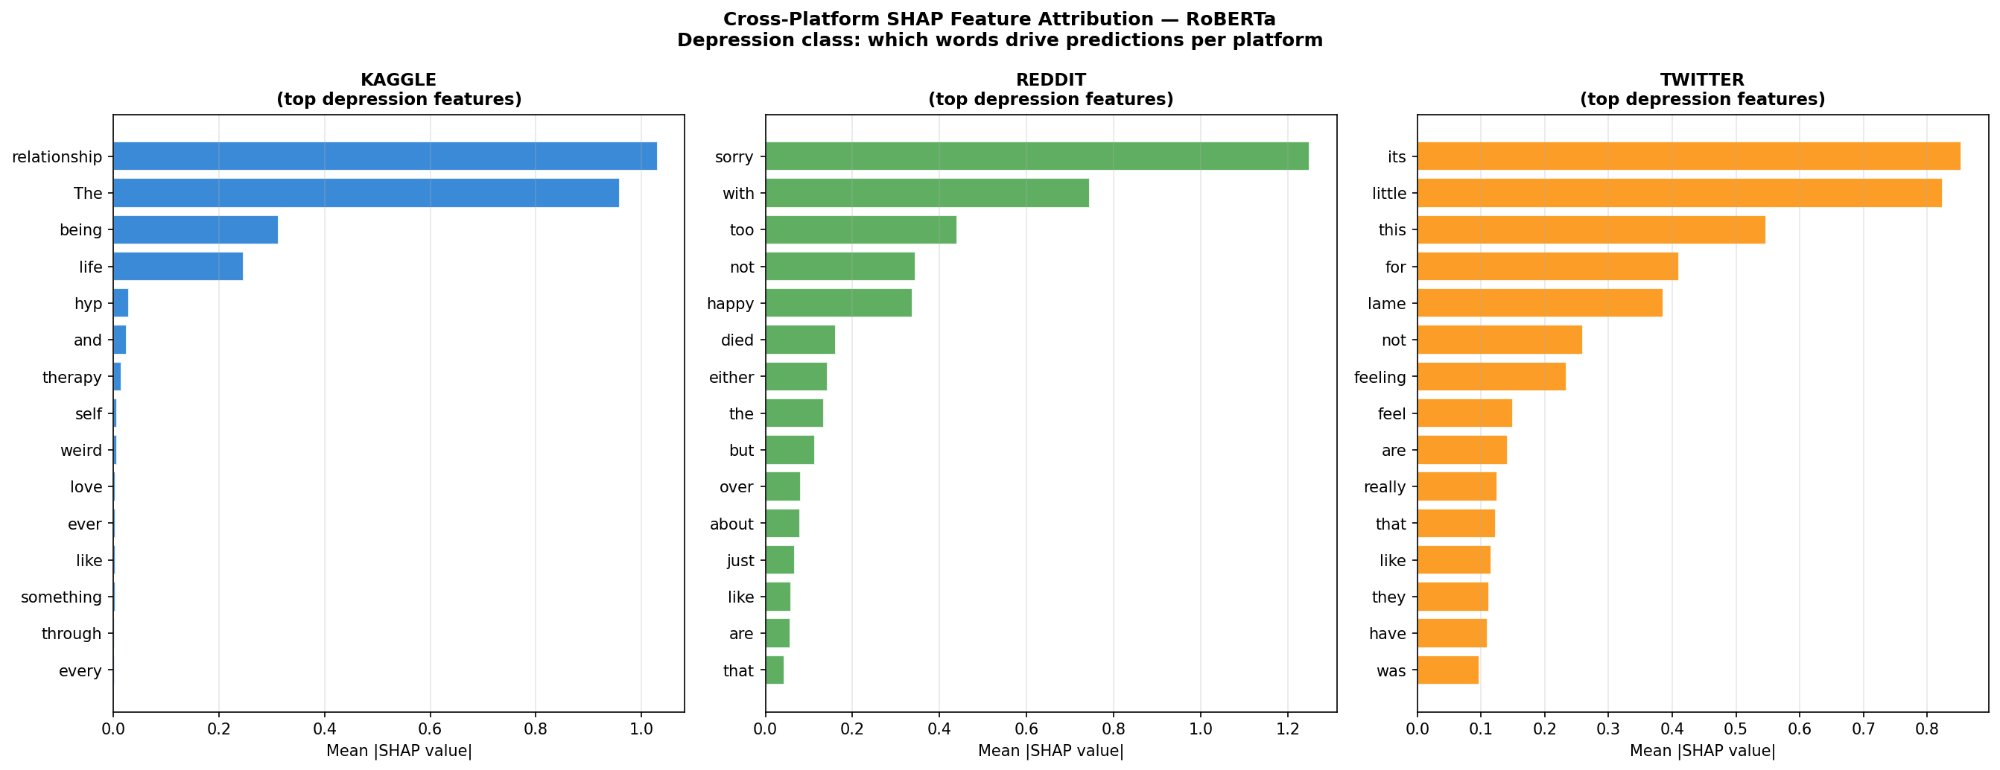 Cross-Platform SHAP Feature Attribution — RoBERTa
Depression class: which words drive predictions per platform
KAGGLE
(top depression features)
relationship
The
being
life
hyp
and
therapy
self
weird
love
ever
like
something
through
every
0.0 0.2 0.4 0.6 0.8 1.0
Mean |SHAP value|
REDDIT
(top depression features)
sorry
with
too
not
happy
died
either
the
but
over
about
just
like
are
that
0.0 0.2 0.4 0.6 0.8 1.0 1.2
Mean |SHAP value|
TWITTER
(top depression features)
its
little
this
for
lame
not
feeling
feel
are
really
that
like
they
have
was
0.0 0.1 0.2 0.3 0.4 0.5 0.6 0.7 0.8
Mean |SHAP value|